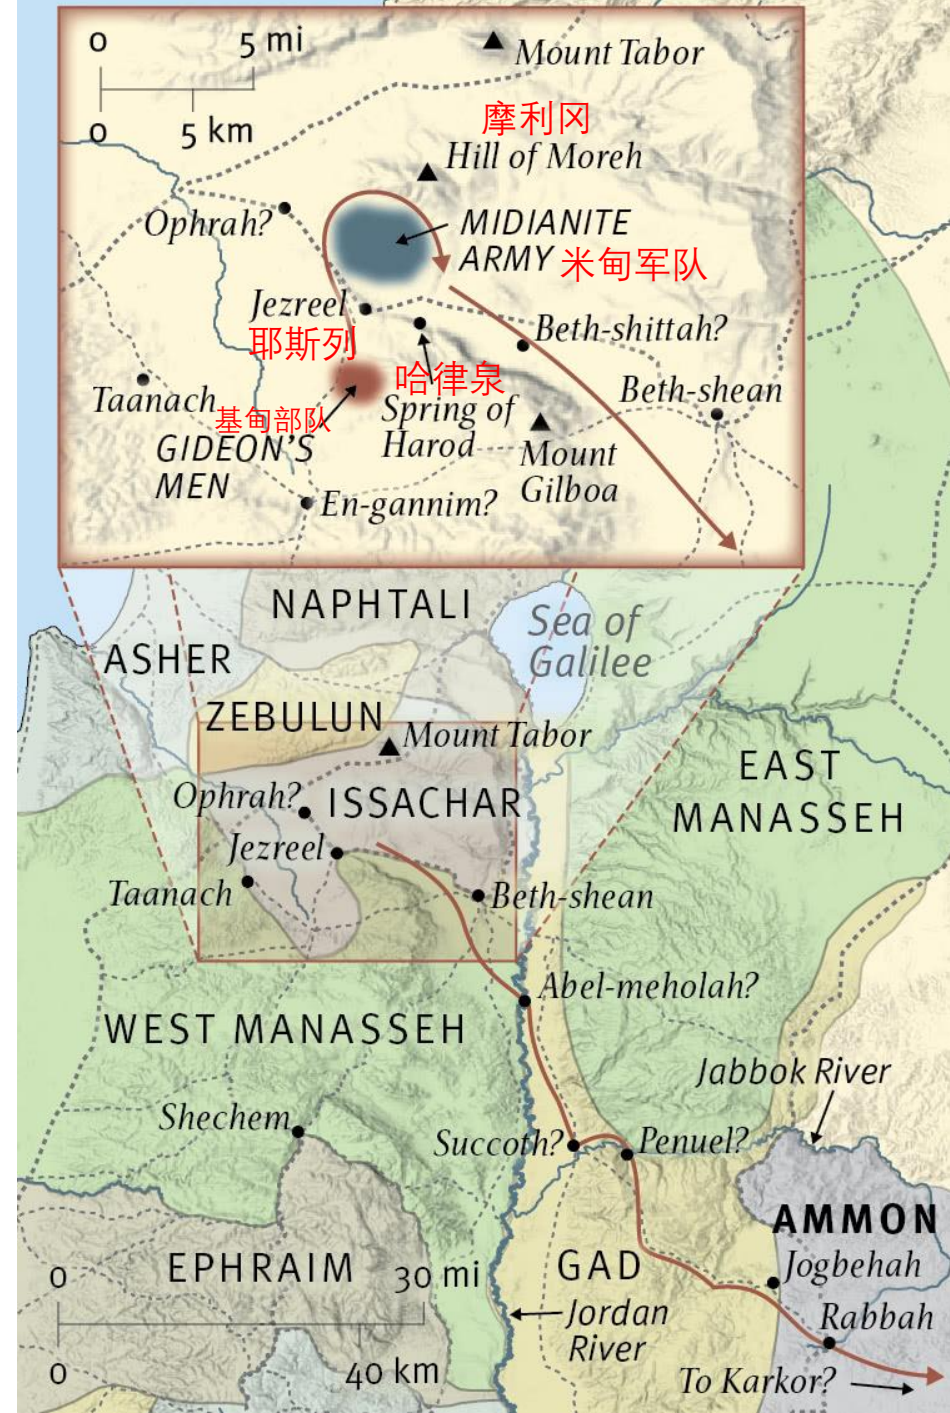 0 5 mi
0 5 km
Mount Tabor
摩利冈
Hill of Moreh
Ophrah?
MIDIANITE
ARMY 米甸军队
Jezreel
耶斯列
Beth-shittah?
哈律泉
Spring of
Harod
Beth-shean
Taanach
基甸部队
GIDEON'S
MEN
Mount
Gilboa
En-gannim?
NAPHTALI
Sea of
Galilee
ASHER
ZEBULUN
Mount Tabor
EAST
MANASSEH
Ophrah?
ISSACHAR
Jezreel
Taanach
Beth-shean
Abel-meholah?
WEST MANASSEH
Jabbok River
Shechem
Succoth?
Penuel?
AMMON
EPHRAIM
GAD
Jogbehah
0 30 mi
Jordan
River
Rabbah
0 40 km
To Karkor?